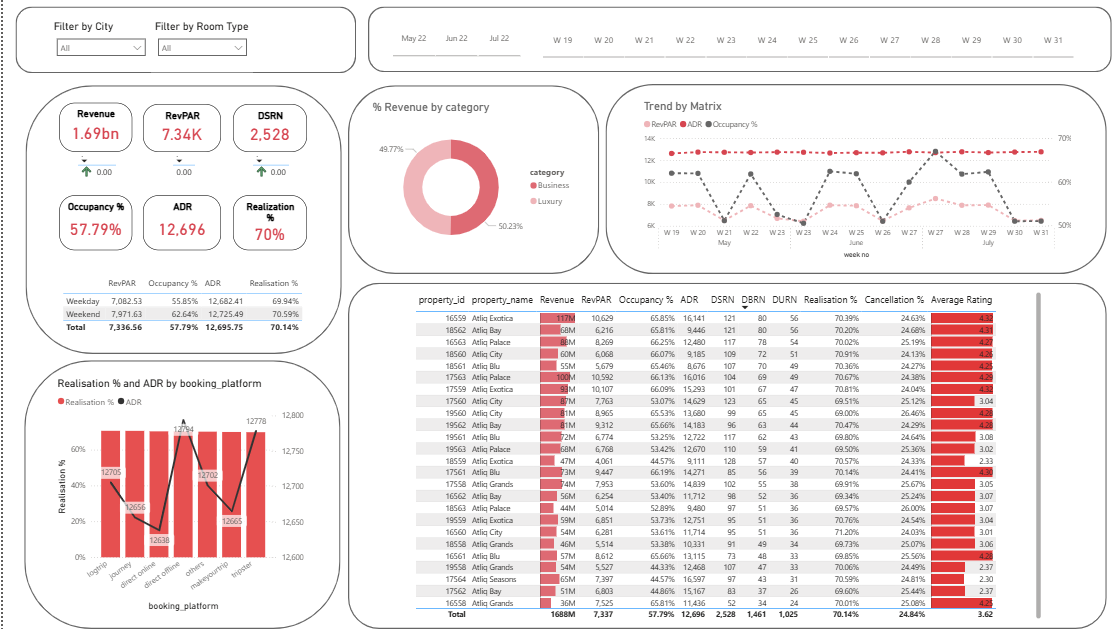 Filter by City
Filter by Room Type
All
All
May 22 Jun 22 Jul 22
W 19 W 20 W 21 W 22 W 23 W 24 W 25 W 26 W 27 W 28 W 29 W 30 W 31
Revenue
1.69bn
0.00
RevPAR
7.34K
0.00
DSRN
2,528
0.00
Occupancy %
57.79%
ADR
12,696
Realization
%
70%
RevPAR Occupancy % ADR Realisation %
Weekday 7,082.53 55.85% 12,682.41 69.94%
Weekend 7,971.63 62.64% 12,725.49 70.59%
Total 7,336.56 57.79% 12,695.75 70.14%
% Revenue by category
49.77%
50.23%
category
Business
Luxury
Trend by Matrix
RevPAR ADR Occupancy %
14K
12K
10K
8K
6K
70%
60%
50%
W 19 W 20 W 21 W 22 W 23 W 23 W 24 W 25 W 26 W 27 W 27 W 28 W 29 W 30 W 31
May June July
week no
Realisation % and ADR by booking_platform
Realisation % ADR
60%
40%
20%
0%
Realisation %
12705
12656
12638
12794
12702
12665
12778
12,800
12,750
12,700
12,650
12,600
logtrip
journey
direct online
direct offline
others
makeyourtrip
tripster
booking_platform
property_id property_name Revenue RevPAR Occupancy % ADR DSRN DBRN DURN Realisation % Cancellation % Average Rating
16559 Atliq Exotica 117M 10,629 65.85% 16,141 121 80 56 70.39% 24.63% 4.32
18562 Atliq Bay 68M 6,216 65.81% 9,446 121 80 56 70.20% 24.68% 4.31
16563 Atliq Palace 88M 8,269 66.25% 12,480 117 78 54 70.02% 25.19% 4.27
18560 Atliq City 60M 6,068 66.07% 9,185 109 72 51 70.91% 24.13% 4.26
18561 Atliq Blu 55M 5,679 65.46% 8,676 107 70 49 70.36% 24.27% 4.25
17563 Atliq Palace 100M 10,592 66.13% 16,016 104 69 49 70.67% 24.38% 4.29
17559 Atliq Exotica 93M 10,107 66.09% 15,293 101 67 47 70.81% 24.04% 4.32
17560 Atliq City 87M 7,763 53.07% 14,629 123 65 45 69.51% 25.12% 3.04
19560 Atliq City 81M 8,965 65.53% 13,680 99 65 45 69.00% 26.46% 4.28
19562 Atliq Bay 81M 9,312 65.66% 14,183 96 63 44 70.47% 24.29% 4.28
19561 Atliq Blu 72M 6,774 53.25% 12,722 117 62 43 69.80% 24.64% 3.08
19563 Atliq Palace 68M 6,768 53.42% 12,670 110 59 41 69.50% 25.36% 3.02
18559 Atliq Exotica 47M 4,061 44.57% 9,111 128 57 40 70.57% 24.33% 2.33
17561 Atliq Blu 73M 9,447 66.19% 14,271 85 56 39 70.14% 24.41% 4.30
17558 Atliq Grands 74M 7,953 53.60% 14,839 102 55 38 69.91% 25.67% 3.05
16562 Atliq Bay 56M 6,254 53.40% 11,712 98 52 36 69.34% 25.24% 3.07
18563 Atliq Palace 44M 5,014 52.89% 9,480 97 51 36 69.57% 26.00% 3.07
19559 Atliq Exotica 59M 6,851 53.73% 12,751 95 51 36 70.76% 24.54% 3.04
16560 Atliq City 54M 6,281 53.61% 11,714 95 51 36 71.20% 24.03% 3.01
18558 Atliq Grands 46M 5,514 53.38% 10,331 91 49 34 69.73% 25.07% 3.06
16561 Atliq Blu 57M 8,612 65.66% 13,115 73 48 33 69.85% 25.56% 4.28
19558 Atliq Grands 54M 5,527 44.33% 12,468 107 47 33 70.06% 24.49% 2.37
17564 Atliq Seasons 65M 7,397 44.57% 16,597 97 43 31 70.59% 24.81% 2.30
17562 Atliq Bay 51M 6,803 44.86% 15,167 83 37 26 69.60% 25.44% 2.37
16558 Atliq Grands 36M 7,525 65.81% 11,436 52 34 24 70.01% 25.08% 4.25
Total 1688M 7,337 57.79% 12,696 2,528 1,461 1,025 70.14% 24.84% 3.62